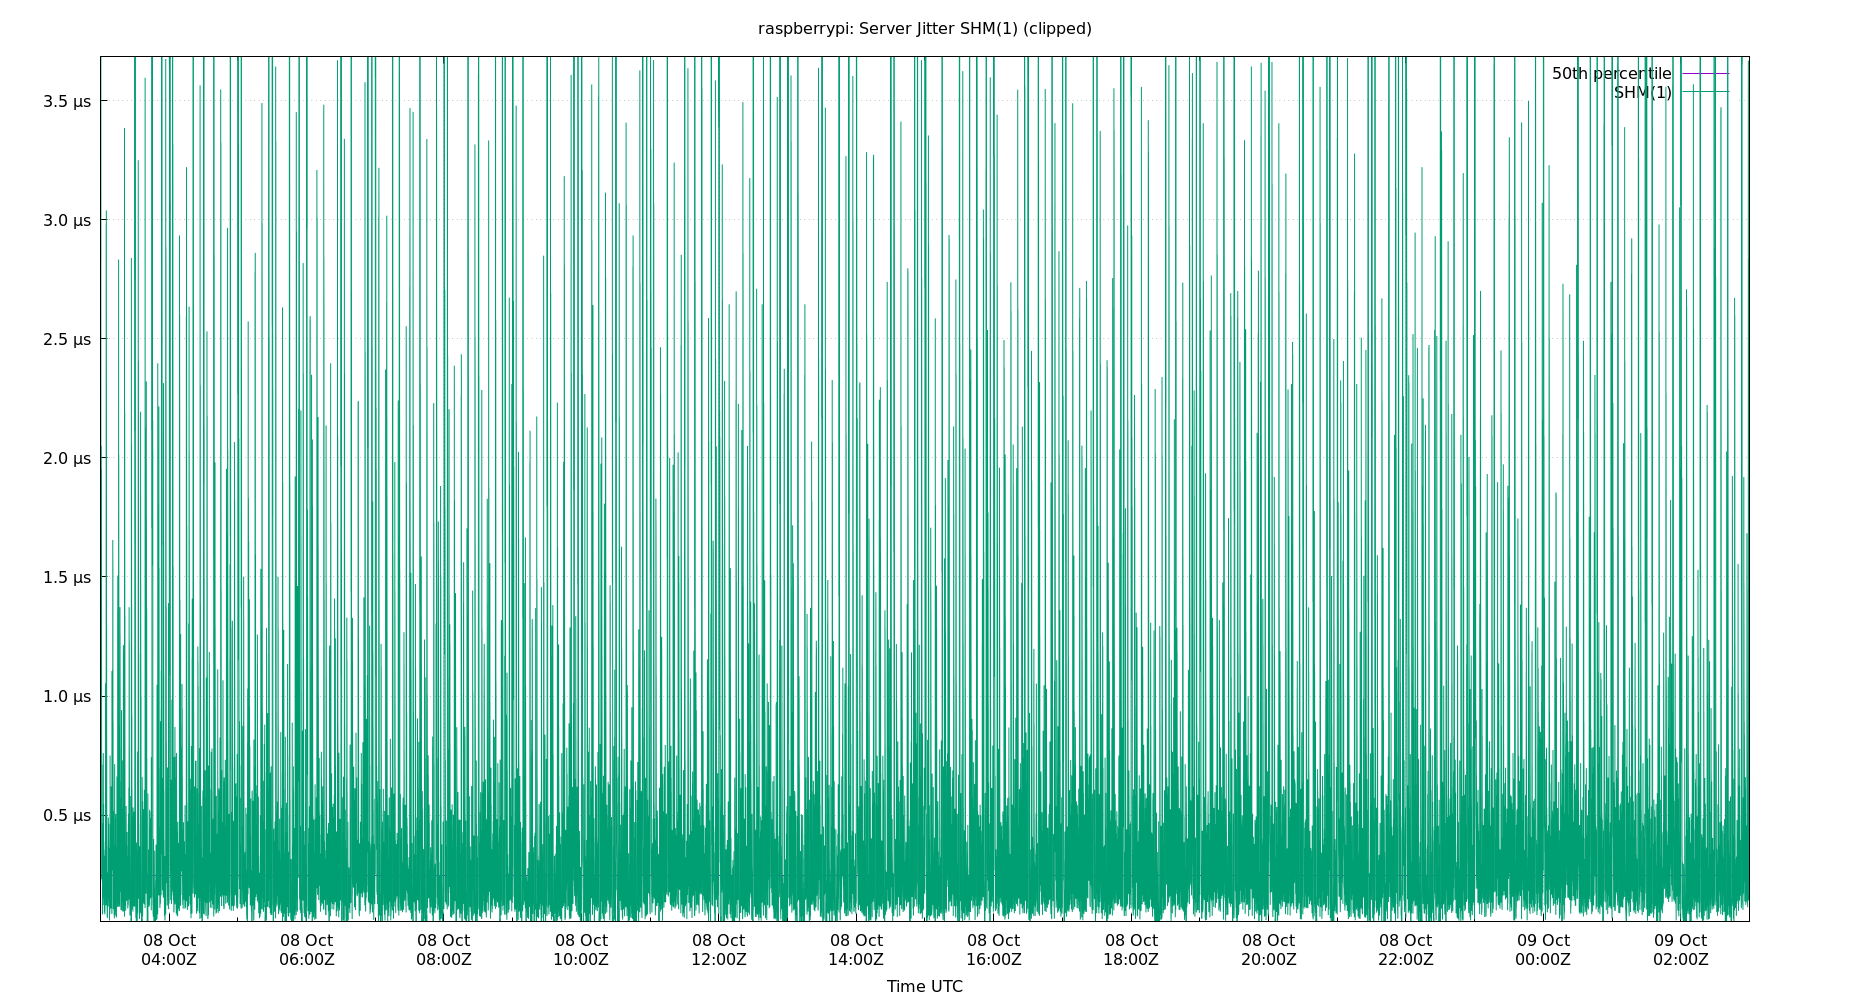 raspberrypi: Server Jitter SHM(1) (clipped)
50th percentile
SHM(1)
3.5 µs
3.0 µs
2.5 µs
2.0 µs
1.5 µs
1.0 µs
0.5 µs
08 Oct 08 Oct 08 Oct 08 Oct 08 Oct 08 Oct 08 Oct 08 Oct 08 Oct 08 Oct 09 Oct 09 Oct
04:00Z 06:00Z 08:00Z 10:00Z 12:00Z 14:00Z 16:00Z 18:00Z 20:00Z 22:00Z 00:00Z 02:00Z
Time UTC